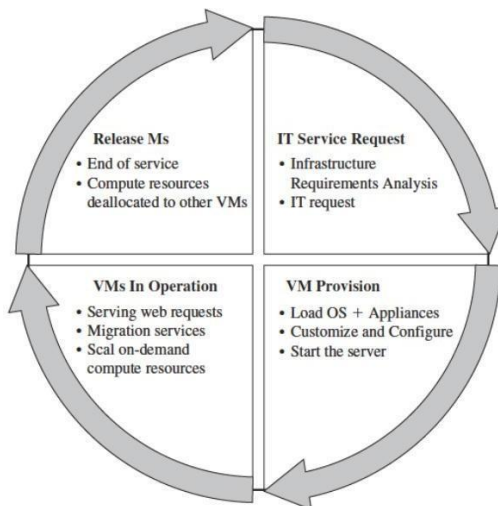 Release Ms
• End of service
• Compute resources
deallocated to other VMs
IT Service Request
• Infrastructure
Requirements Analysis
• IT request
VMs In Operation
• Serving web requests
• Migration services
• Scal on-demand
compute resources
VM Provision
• Load OS + Appliances
• Customize and Configure
• Start the server